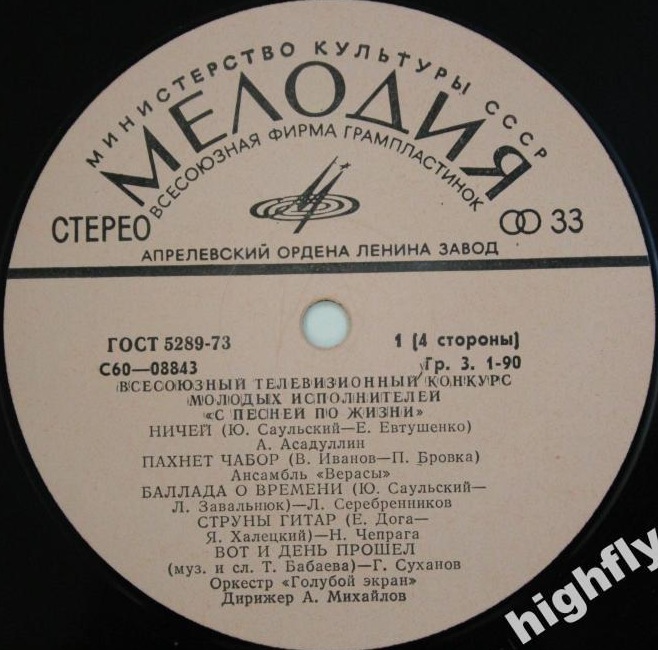 МИНИСТЕРСТВО КУЛЬТУРЫ СССР
МЕЛОДИЯ
ВСЕСОЮЗНАЯ ФИРМА ГРАМПЛАСТИНОК
СТЕРЕО
33
АПРЕЛЕВСКИЙ ОРДЕНА ЛЕНИНА ЗАВОД
ГОСТ 5289-73 1 (4 стороны)
С60—08843 Гр. 3. 1-90
ВСЕСОЮЗНЫЙ ТЕЛЕВИЗИОННЫЙ КОНКУРС
МОЛОДЫХ ИСПОЛНИТЕЛЕЙ
«С ПЕСНЕЙ ПО ЖИЗНИ»
НИЧЕЙ (Ю. Саульский—Е. Евтушенко)
А. Асадуллин
ПАХНЕТ ЧАБОР (В. Иванов—П. Бровка)
Ансамбль «Верасы»
БАЛЛАДА О ВРЕМЕНИ (Ю. Саульский—
Л. Завальнюк)—Л. Серебренников
СТРУНЫ ГИТАР (Е. Дога—
Я. Халецкий)—Н. Чепрага
ВОТ И ДЕНЬ ПРОШЕЛ
(муз. и сл. Т. Бабаева)—Г. Суханов
Оркестр «Голубой экран»
Дирижер А. Михайлов
highfly